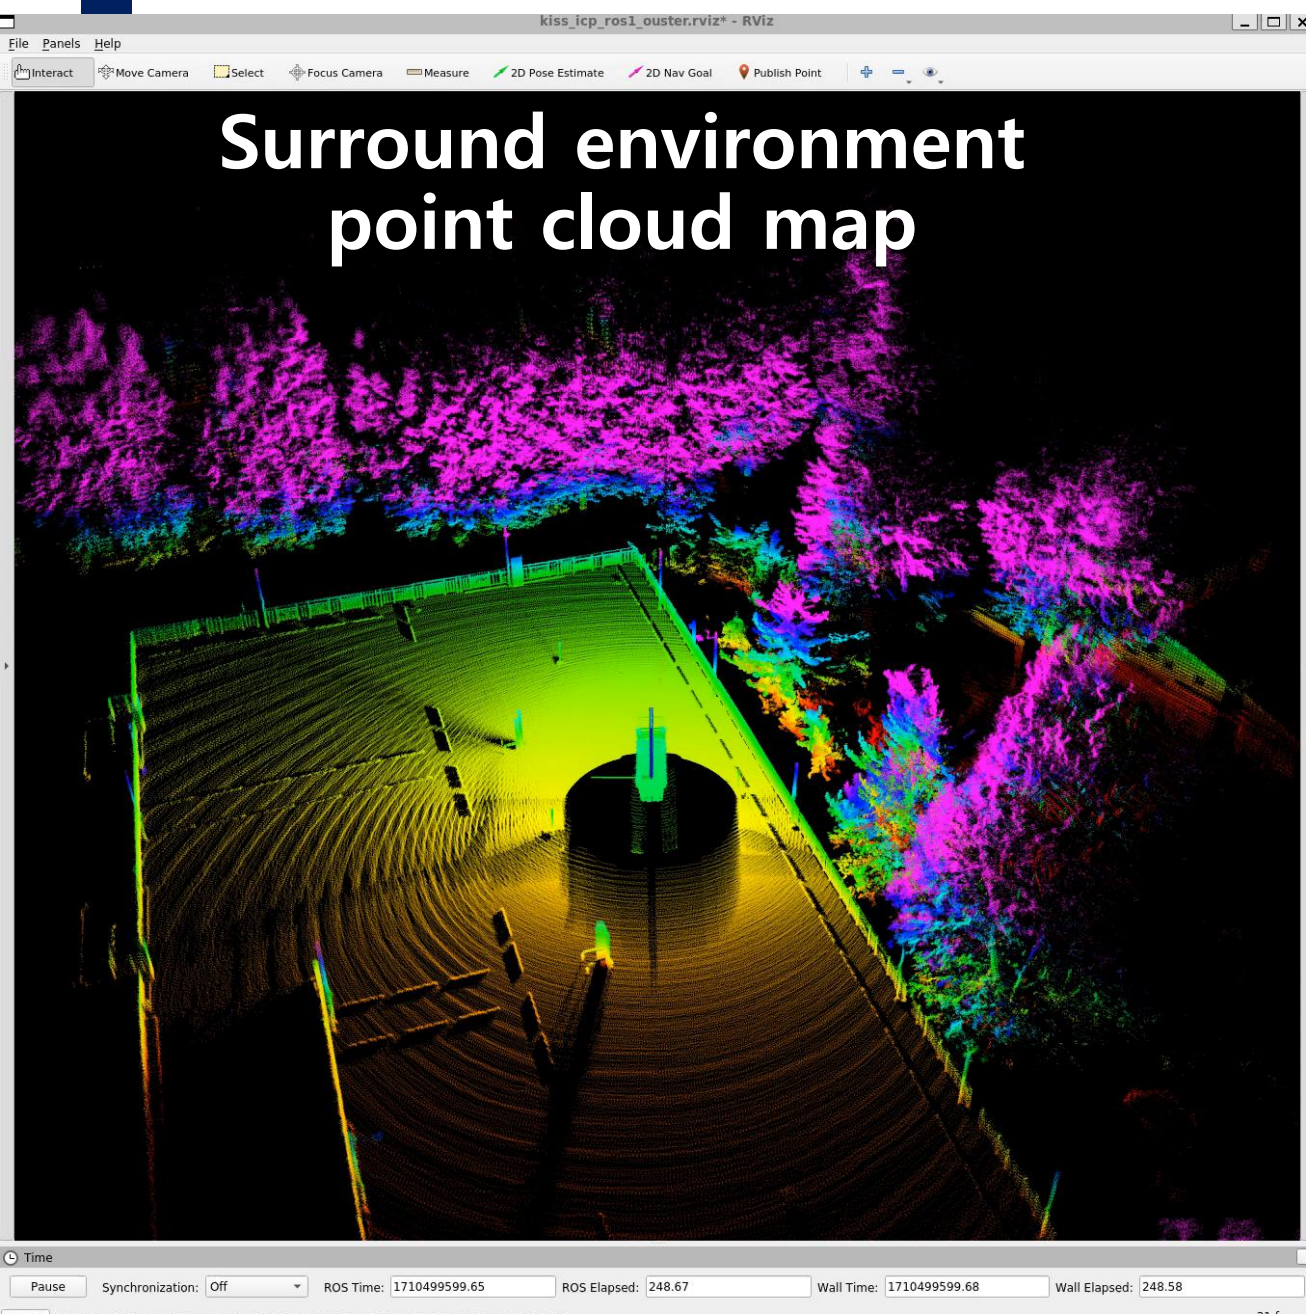 kiss_icp_ros1_ouster.rviz* - RViz
File Panels Help
Interact Move Camera Select Focus Camera Measure 2D Pose Estimate 2D Nav Goal Publish Point
Surround environment
point cloud map
Time
Pause Synchronization: Off ROS Time: 1710499599.65 ROS Elapsed: 248.67 Wall Time: 1710499599.68 Wall Elapsed: 248.58